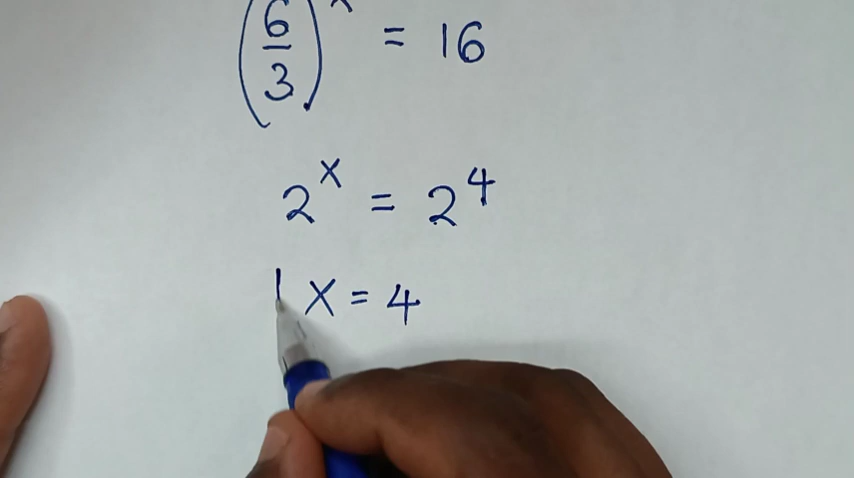 (6/3)^x = 16
2^x = 2^4
x = 4